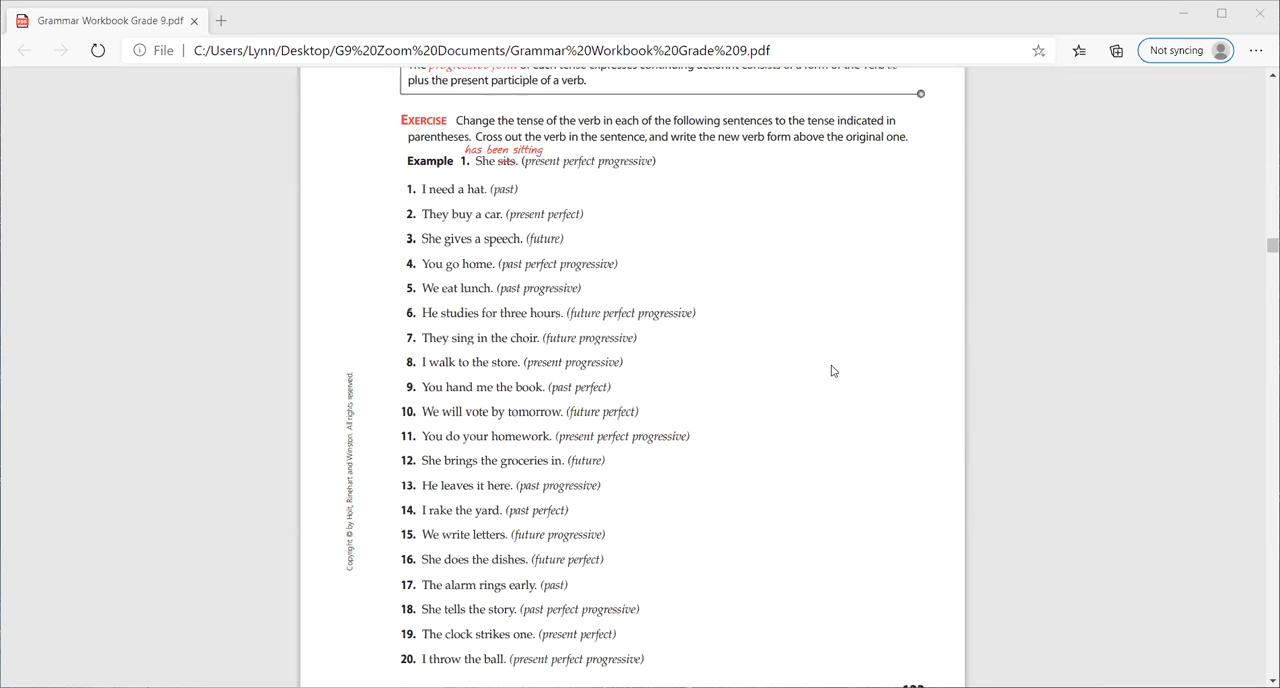 Grammar Workbook Grade 9.pdf
File | C:/Users/Lynn/Desktop/G9%20Zoom%20Documents/Grammar%20Workbook%20Grade%209.pdf
Not syncing
plus the present participle of a verb.
EXERCISE Change the tense of the verb in each of the following sentences to the tense indicated in
parentheses. Cross out the verb in the sentence, and write the new verb form above the original one.
has been sitting
Example 1. She sits. (present perfect progressive)
1. I need a hat. (past)
2. They buy a car. (present perfect)
3. She gives a speech. (future)
4. You go home. (past perfect progressive)
5. We eat lunch. (past progressive)
6. He studies for three hours. (future perfect progressive)
7. They sing in the choir. (future progressive)
8. I walk to the store. (present progressive)
9. You hand me the book. (past perfect)
10. We will vote by tomorrow. (future perfect)
11. You do your homework. (present perfect progressive)
12. She brings the groceries in. (future)
13. He leaves it here. (past progressive)
14. I rake the yard. (past perfect)
15. We write letters. (future progressive)
16. She does the dishes. (future perfect)
17. The alarm rings early. (past)
18. She tells the story. (past perfect progressive)
19. The clock strikes one. (present perfect)
20. I throw the ball. (present perfect progressive)
Copyright © by Holt, Rinehart and Winston. All rights reserved.